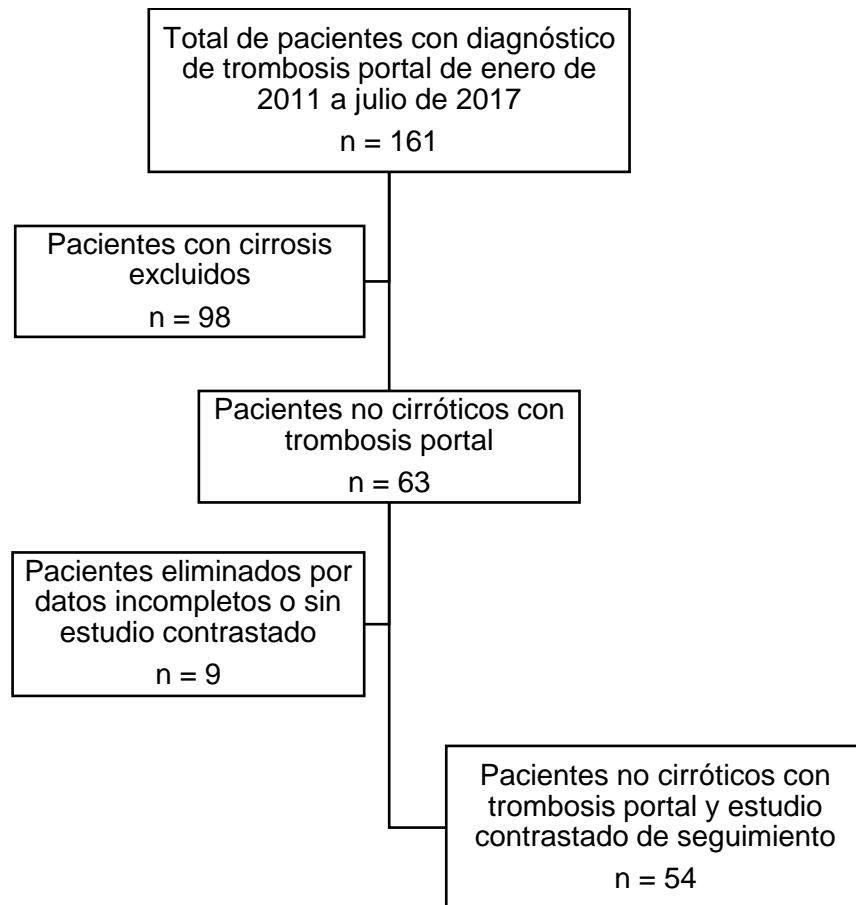 Total de pacientes con diagnóstico
de trombosis portal de enero de
2011 a julio de 2017
n = 161
Pacientes con cirrosis
excluidos
n = 98
Pacientes no cirróticos con
trombosis portal
n = 63
Pacientes eliminados por
datos incompletos o sin
estudio contrastado
n = 9
Pacientes no cirróticos con
trombosis portal y estudio
contrastado de seguimiento
n = 54